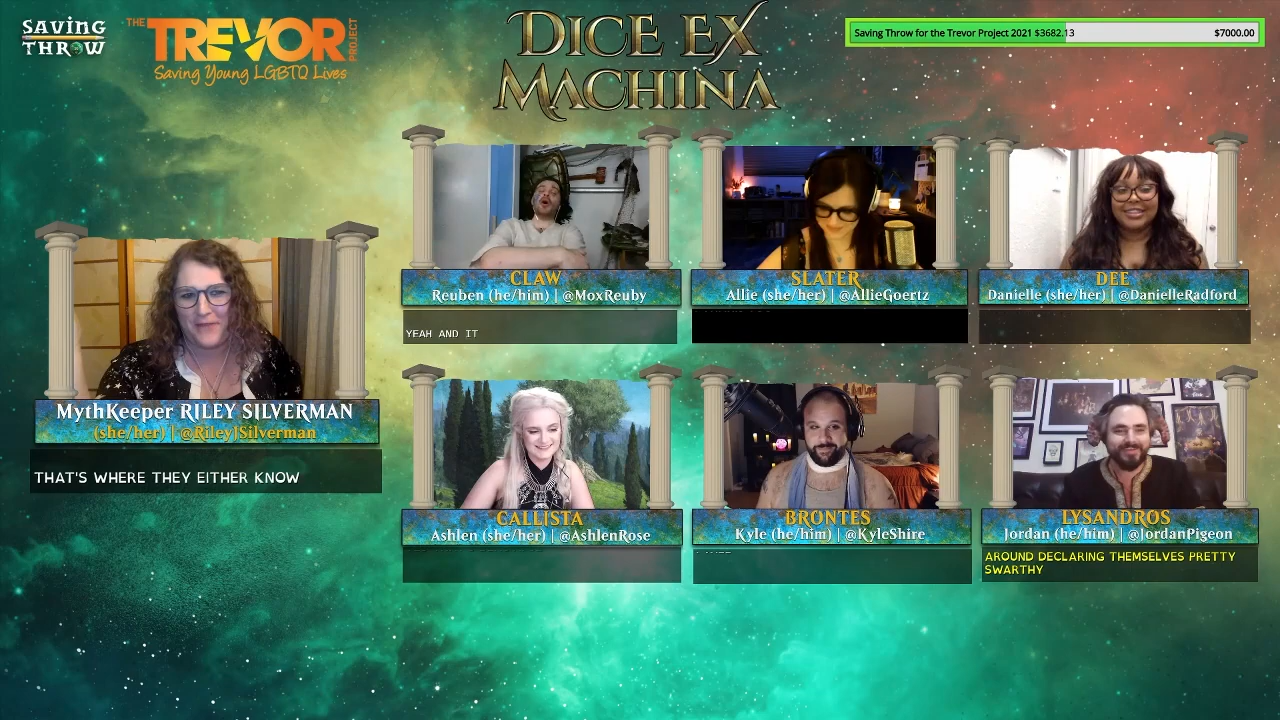 SAVING
THROW
THE
TREVOR
PROJECT
Saving Young LGBTQ Lives
DICE EX
MACHINA
Saving Throw for the Trevor Project 2021 $3682.13
$7000.00
CLAW
Reuben (he/him) | @MoxReuby
YEAH AND IT
SLATER
Allie (she/her) | @AllieGoertz
DEE
Danielle (she/her) | @DanielleRadford
MythKeeper RILEY SILVERMAN
(she/her) | @RileyJSilverman
THAT'S WHERE THEY EITHER KNOW
CALLISTA
Ashlen (she/her) | @AshlenRose
BRONTES
Kyle (he/him) | @KyleShire
LYSANDROS
Jordan (he/him) | @JordanPigeon
AROUND DECLARING THEMSELVES PRETTY
SWARTHY